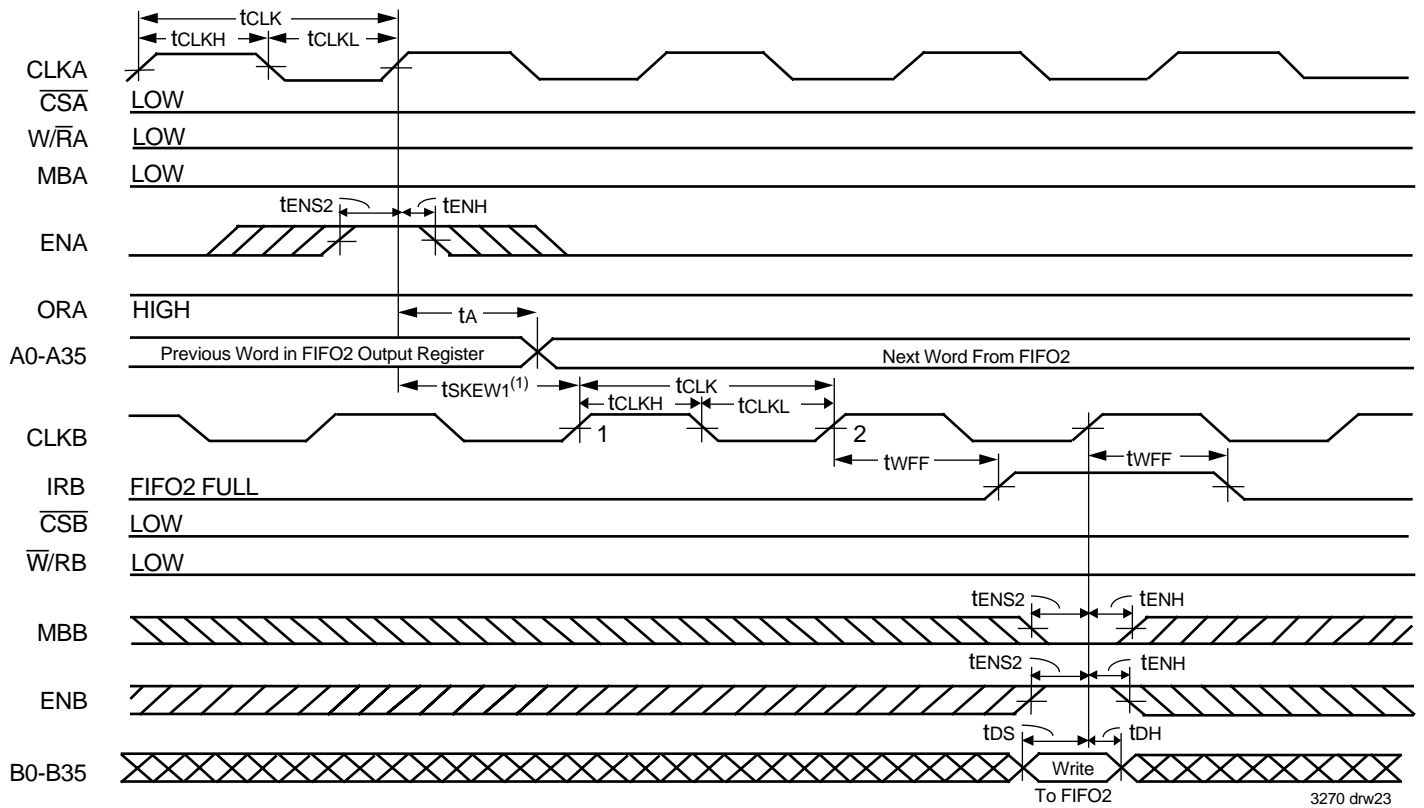 tCLK
tCLKH tCLKL
CLKA
CSA LOW
W/RA LOW
MBA LOW
tENS2 tENH
ENA
ORA HIGH
tA
A0-A35 Previous Word in FIFO2 Output Register Next Word From FIFO2
tSKEW1(1) tCLK
tCLKH tCLKL
CLKB 1 2
tWFF tWFF
IRB FIFO2 FULL
CSB LOW
W/RB LOW
tENS2 tENH
MBB
tENS2 tENH
ENB
tDS tDH
B0-B35 Write
To FIFO2
3270 drw23